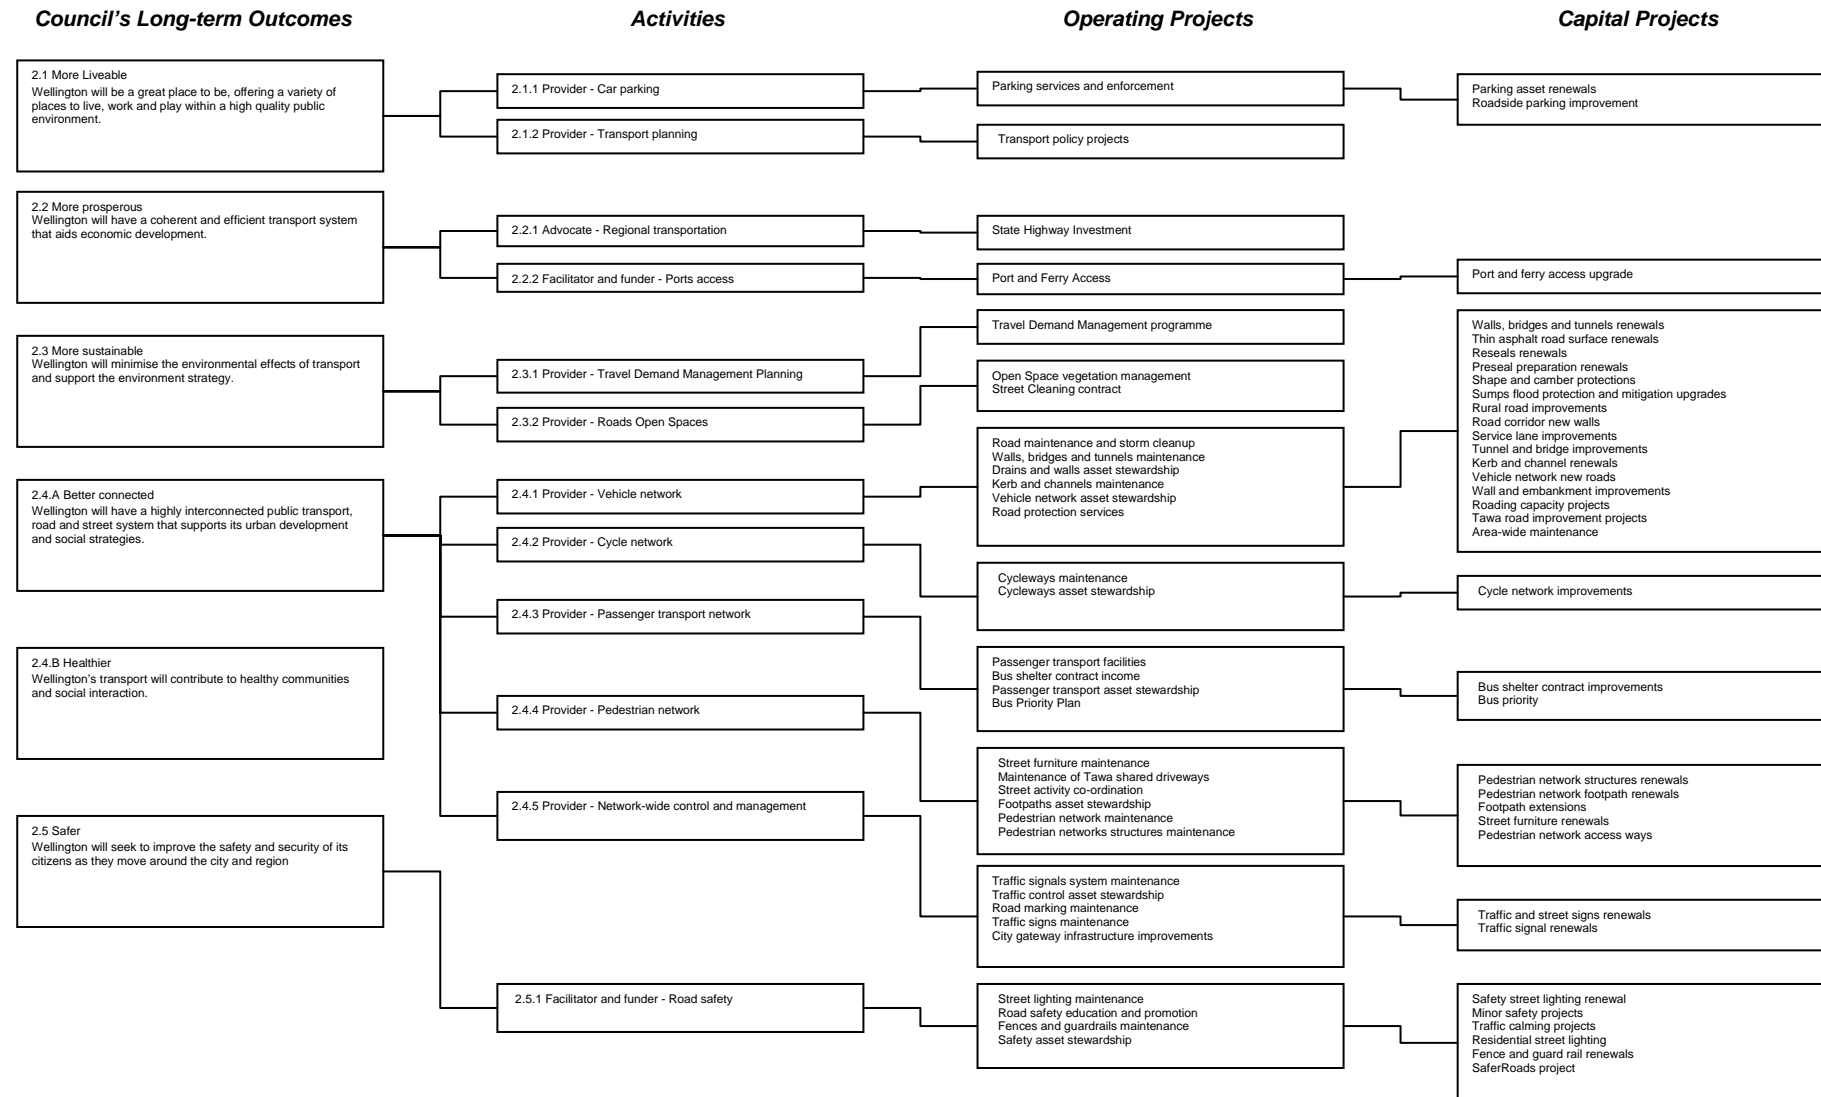 Council's Long-term Outcomes
Activities
Operating Projects
Capital Projects
2.1 More Liveable
Wellington will be a great place to be, offering a variety of
places to live, work and play within a high quality public
environment.
2.1.1 Provider - Car parking
Parking services and enforcement
Parking asset renewals
Roadside parking improvement
2.1.2 Provider - Transport planning
Transport policy projects
2.2 More prosperous
Wellington will have a coherent and efficient transport system
that aids economic development.
2.2.1 Advocate - Regional transportation
State Highway Investment
2.2.2 Facilitator and funder - Ports access
Port and Ferry Access
Port and ferry access upgrade
2.3 More sustainable
Wellington will minimise the environmental effects of transport
and support the environment strategy.
2.3.1 Provider - Travel Demand Management Planning
Travel Demand Management programme
2.3.2 Provider - Roads Open Spaces
Open Space vegetation management
Street Cleaning contract
2.4.A Better connected
Wellington will have a highly interconnected public transport,
road and street system that supports its urban development
and social strategies.
2.4.1 Provider - Vehicle network
Road maintenance and storm cleanup
Walls, bridges and tunnels maintenance
Drains and walls asset stewardship
Kerb and channels maintenance
Vehicle network asset stewardship
Road protection services
Walls, bridges and tunnels renewals
Thin asphalt road surface renewals
Reseals renewals
Preseal preparation renewals
Shape and camber protections
Sumps flood protection and mitigation upgrades
Rural road improvements
Road corridor new walls
Service lane improvements
Tunnel and bridge improvements
Kerb and channel renewals
Vehicle network new roads
Wall and embankment improvements
Roading capacity projects
Tawa road improvement projects
Area-wide maintenance
2.4.2 Provider - Cycle network
Cycleways maintenance
Cycleways asset stewardship
Cycle network improvements
2.4.3 Provider - Passenger transport network
Passenger transport facilities
Bus shelter contract income
Passenger transport asset stewardship
Bus Priority Plan
Bus shelter contract improvements
Bus priority
2.4.B Healthier
Wellington's transport will contribute to healthy communities
and social interaction.
2.4.4 Provider - Pedestrian network
Street furniture maintenance
Maintenance of Tawa shared driveways
Street activity co-ordination
Footpaths asset stewardship
Pedestrian network maintenance
Pedestrian networks structures maintenance
Pedestrian network structures renewals
Pedestrian network footpath renewals
Footpath extensions
Street furniture renewals
Pedestrian network access ways
2.4.5 Provider - Network-wide control and management
Traffic signals system maintenance
Traffic control asset stewardship
Road marking maintenance
Traffic signs maintenance
City gateway infrastructure improvements
Traffic and street signs renewals
Traffic signal renewals
2.5 Safer
Wellington will seek to improve the safety and security of its
citizens as they move around the city and region
2.5.1 Facilitator and funder - Road safety
Street lighting maintenance
Road safety education and promotion
Fences and guardrails maintenance
Safety asset stewardship
Safety street lighting renewal
Minor safety projects
Traffic calming projects
Residential street lighting
Fence and guard rail renewals
SaferRoads project